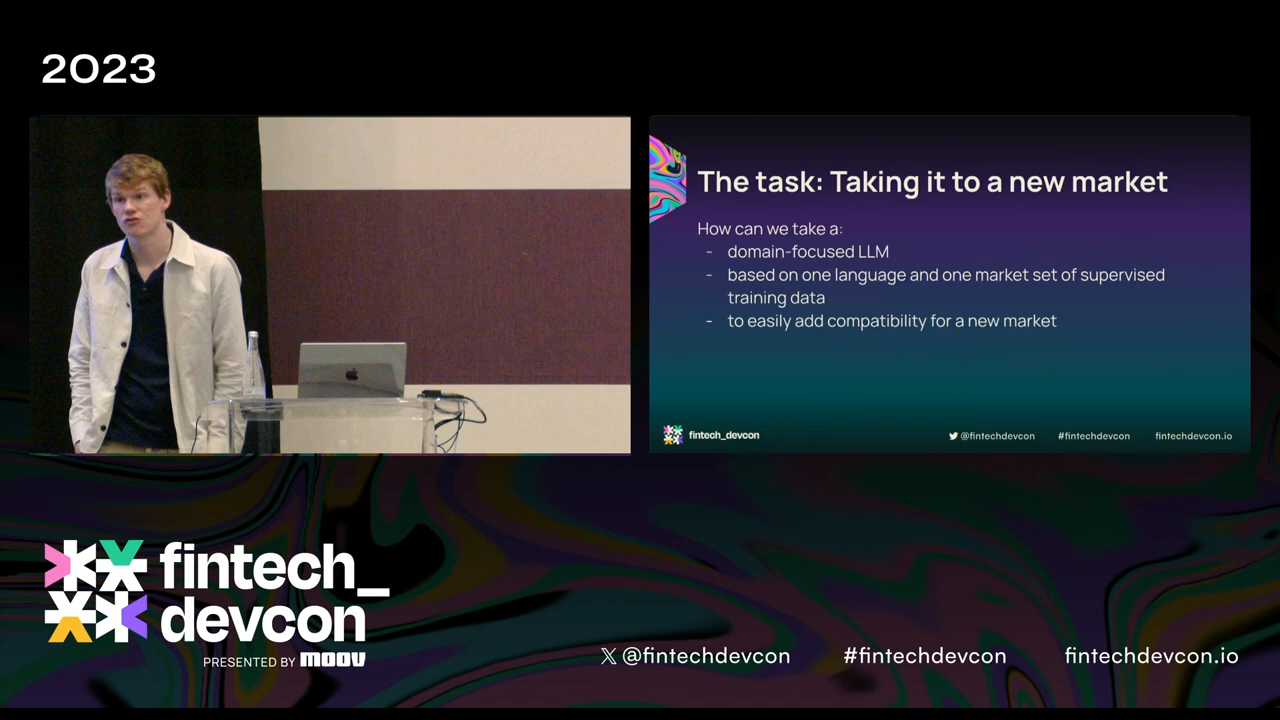 2023
The task: Taking it to a new market
How can we take a:
- domain-focused LLM
- based on one language and one market set of supervised
training data
- to easily add compatibility for a new market
fintech_devcon
@fintechdevcon #fintechdevcon fintechdevcon.io
fintech_
devcon
PRESENTED BY moov
X @fintechdevcon #fintechdevcon fintechdevcon.io